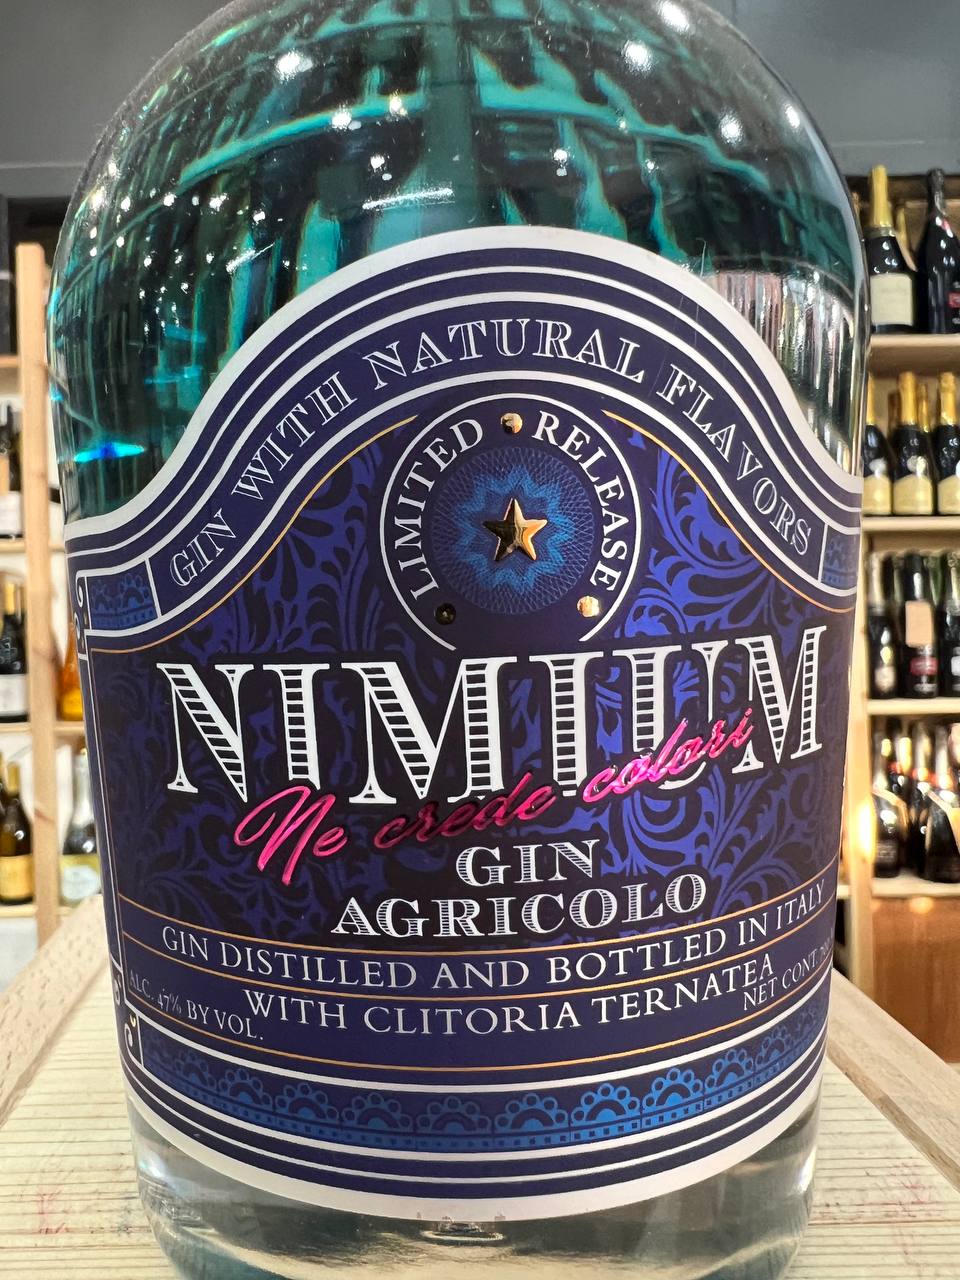 GIN WITH NATURAL FLAVORS
LIMITED RELEASE
NIMIUM
Ne crede colori
GIN
AGRICOLO
GIN DISTILLED AND BOTTLED IN ITALY
WITH CLITORIA TERNATEA
ALC. 47% BY VOL.
NET CONT.